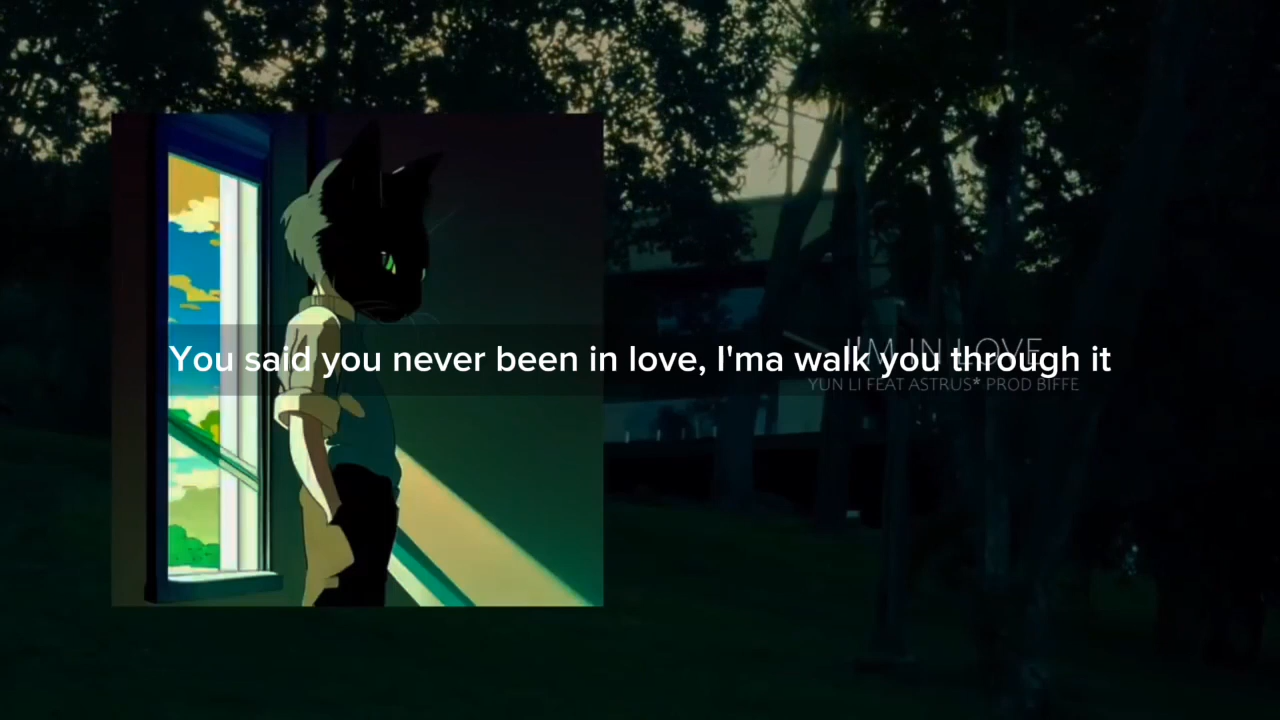 I'M IN LOVE
You said you never been in love, I'ma walk you through it
YUN LI FEAT ASTRUS* PROD BIFFE